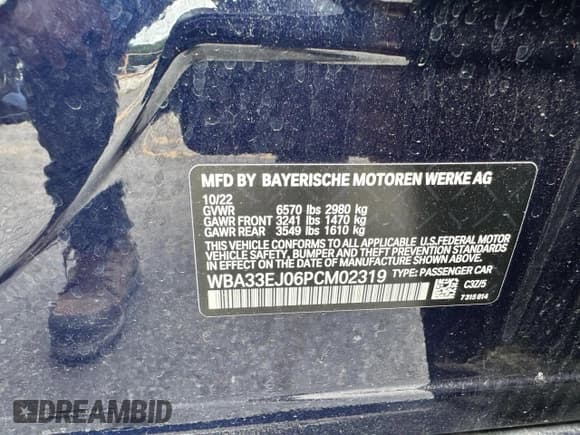 MFD BY BAYERISCHE MOTOREN WERKE AG
10/22
GVWR 6570 lbs 2980 kg
GAWR FRONT 3241 lbs 1470 kg
GAWR REAR 3549 lbs 1610 kg
THIS VEHICLE CONFORMS TO ALL APPLICABLE U.S.FEDERAL MOTOR
VEHICLE SAFETY, BUMPER AND THEFT PREVENTION STANDARDS
IN EFFECT ON THE DATE OF MANUFACTURE SHOWN ABOVE.
WBA33EJ06PCM02319 TYPE: PASSENGER CAR
C3Z/5
7 315 814
DREAMBID